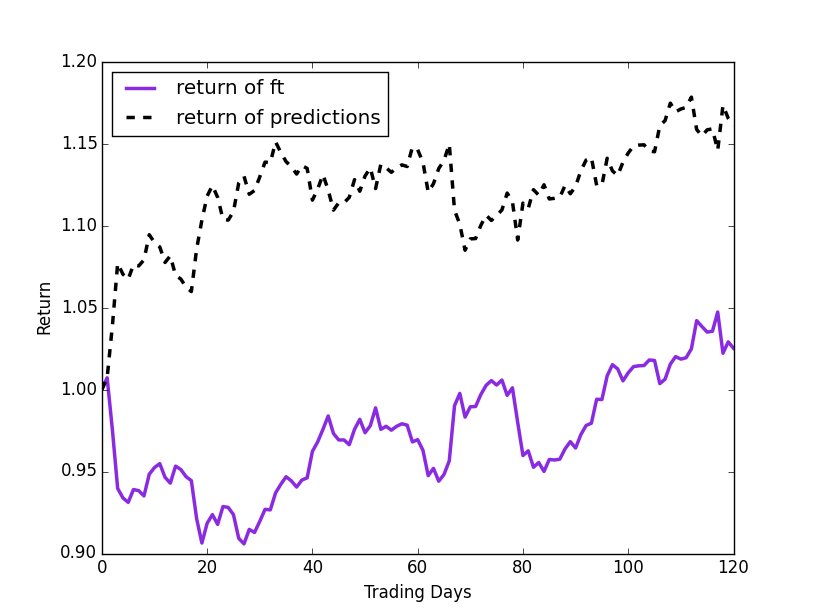 return of ft
return of predictions
1.20
1.15
1.10
1.05
1.00
0.95
0.90
Return
0 20 40 60 80 100 120
Trading Days